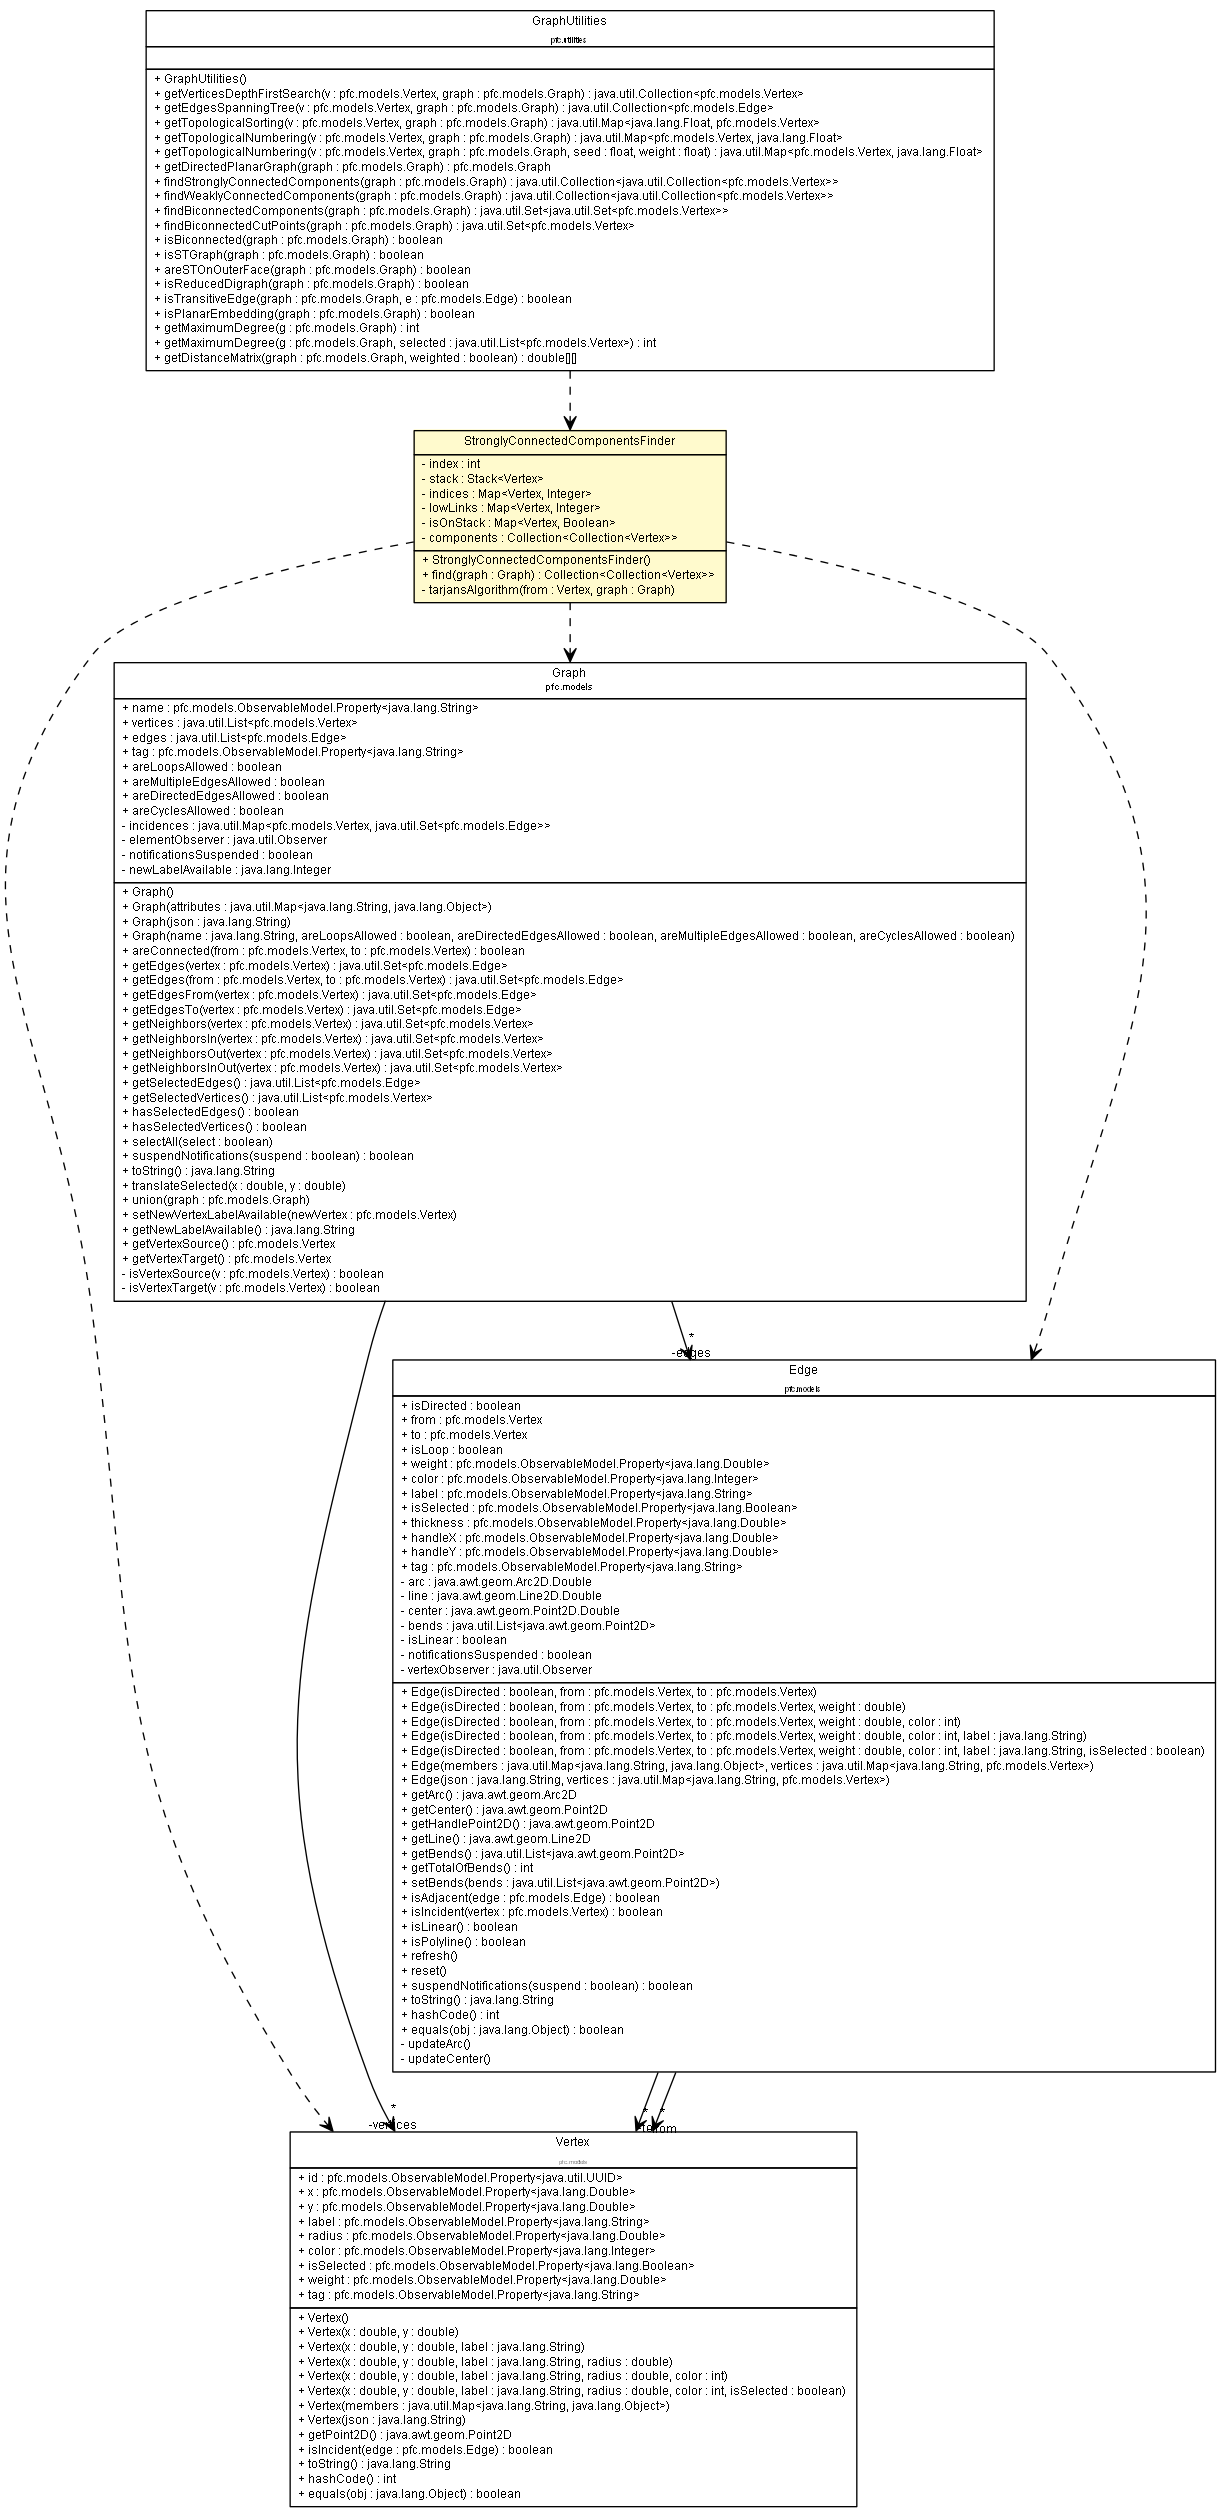 GraphUtilities
pfc.utilities
+ GraphUtilities()
+ getVerticesDepthFirstSearch(v : pfc.models.Vertex, graph : pfc.models.Graph) : java.util.Collection<pfc.models.Vertex>
+ getEdgesSpanningTree(v : pfc.models.Vertex, graph : pfc.models.Graph) : java.util.Collection<pfc.models.Edge>
+ getTopologicalSorting(v : pfc.models.Vertex, graph : pfc.models.Graph) : java.util.Map<java.lang.Float, pfc.models.Vertex>
+ getTopologicalNumbering(v : pfc.models.Vertex, graph : pfc.models.Graph) : java.util.Map<pfc.models.Vertex, java.lang.Float>
+ getTopologicalNumbering(v : pfc.models.Vertex, graph : pfc.models.Graph, seed : float, weight : float) : java.util.Map<pfc.models.Vertex, java.lang.Float>
+ getDirectedPlanarGraph(graph : pfc.models.Graph) : pfc.models.Graph
+ findStronglyConnectedComponents(graph : pfc.models.Graph) : java.util.Collection<java.util.Collection<pfc.models.Vertex>>
+ findWeaklyConnectedComponents(graph : pfc.models.Graph) : java.util.Collection<java.util.Collection<pfc.models.Vertex>>
+ findBiconnectedComponents(graph : pfc.models.Graph) : java.util.Set<java.util.Set<pfc.models.Vertex>>
+ findBiconnectedCutPoints(graph : pfc.models.Graph) : java.util.Set<pfc.models.Vertex>
+ isBiconnected(graph : pfc.models.Graph) : boolean
+ isSTGraph(graph : pfc.models.Graph) : boolean
+ areSTOnOuterFace(graph : pfc.models.Graph) : boolean
+ isReducedDigraph(graph : pfc.models.Graph) : boolean
+ isTransitiveEdge(graph : pfc.models.Graph, e : pfc.models.Edge) : boolean
+ isPlanarEmbedding(graph : pfc.models.Graph) : boolean
+ getMaximumDegree(g : pfc.models.Graph) : int
+ getMaximumDegree(g : pfc.models.Graph, selected : java.util.List<pfc.models.Vertex>) : int
+ getDistanceMatrix(graph : pfc.models.Graph, weighted : boolean) : double[][]
StronglyConnectedComponentsFinder
- index : int
- stack : Stack<Vertex>
- indices : Map<Vertex, Integer>
- lowLinks : Map<Vertex, Integer>
- isOnStack : Map<Vertex, Boolean>
- components : Collection<Collection<Vertex>>
+ StronglyConnectedComponentsFinder()
+ find(graph : Graph) : Collection<Collection<Vertex>>
- tarjansAlgorithm(from : Vertex, graph : Graph)
Graph
pfc.models
+ name : pfc.models.ObservableModel.Property<java.lang.String>
+ vertices : java.util.List<pfc.models.Vertex>
+ edges : java.util.List<pfc.models.Edge>
+ tag : pfc.models.ObservableModel.Property<java.lang.String>
+ areLoopsAllowed : boolean
+ areMultipleEdgesAllowed : boolean
+ areDirectedEdgesAllowed : boolean
+ areCyclesAllowed : boolean
- incidences : java.util.Map<pfc.models.Vertex, java.util.Set<pfc.models.Edge>>
- elementObserver : java.util.Observer
- notificationsSuspended : boolean
- newLabelAvailable : java.lang.Integer
+ Graph()
+ Graph(attributes : java.util.Map<java.lang.String, java.lang.Object>)
+ Graph(json : java.lang.String)
+ Graph(name : java.lang.String, areLoopsAllowed : boolean, areDirectedEdgesAllowed : boolean, areMultipleEdgesAllowed : boolean, areCyclesAllowed : boolean)
+ areConnected(from : pfc.models.Vertex, to : pfc.models.Vertex) : boolean
+ getEdges(vertex : pfc.models.Vertex) : java.util.Set<pfc.models.Edge>
+ getEdges(from : pfc.models.Vertex, to : pfc.models.Vertex) : java.util.Set<pfc.models.Edge>
+ getEdgesFrom(vertex : pfc.models.Vertex) : java.util.Set<pfc.models.Edge>
+ getEdgesTo(vertex : pfc.models.Vertex) : java.util.Set<pfc.models.Edge>
+ getNeighbors(vertex : pfc.models.Vertex) : java.util.Set<pfc.models.Vertex>
+ getNeighborsIn(vertex : pfc.models.Vertex) : java.util.Set<pfc.models.Vertex>
+ getNeighborsOut(vertex : pfc.models.Vertex) : java.util.Set<pfc.models.Vertex>
+ getNeighborsInOut(vertex : pfc.models.Vertex) : java.util.Set<pfc.models.Vertex>
+ getSelectedEdges() : java.util.List<pfc.models.Edge>
+ getSelectedVertices() : java.util.List<pfc.models.Vertex>
+ hasSelectedEdges() : boolean
+ hasSelectedVertices() : boolean
+ selectAll(select : boolean)
+ suspendNotifications(suspend : boolean) : boolean
+ toString() : java.lang.String
+ translateSelected(x : double, y : double)
+ union(graph : pfc.models.Graph)
+ setNewVertexLabelAvailable(newVertex : pfc.models.Vertex)
+ getNewLabelAvailable() : java.lang.String
+ getVertexSource() : pfc.models.Vertex
+ getVertexTarget() : pfc.models.Vertex
- isVertexSource(v : pfc.models.Vertex) : boolean
- isVertexTarget(v : pfc.models.Vertex) : boolean
*
-edges
Edge
pfc.models
+ isDirected : boolean
+ from : pfc.models.Vertex
+ to : pfc.models.Vertex
+ isLoop : boolean
+ weight : pfc.models.ObservableModel.Property<java.lang.Double>
+ color : pfc.models.ObservableModel.Property<java.lang.Integer>
+ label : pfc.models.ObservableModel.Property<java.lang.String>
+ isSelected : pfc.models.ObservableModel.Property<java.lang.Boolean>
+ thickness : pfc.models.ObservableModel.Property<java.lang.Double>
+ handleX : pfc.models.ObservableModel.Property<java.lang.Double>
+ handleY : pfc.models.ObservableModel.Property<java.lang.Double>
+ tag : pfc.models.ObservableModel.Property<java.lang.String>
- arc : java.awt.geom.Arc2D.Double
- line : java.awt.geom.Line2D.Double
- center : java.awt.geom.Point2D.Double
- bends : java.util.List<java.awt.geom.Point2D>
- isLinear : boolean
- notificationsSuspended : boolean
- vertexObserver : java.util.Observer
+ Edge(isDirected : boolean, from : pfc.models.Vertex, to : pfc.models.Vertex)
+ Edge(isDirected : boolean, from : pfc.models.Vertex, to : pfc.models.Vertex, weight : double)
+ Edge(isDirected : boolean, from : pfc.models.Vertex, to : pfc.models.Vertex, weight : double, color : int)
+ Edge(isDirected : boolean, from : pfc.models.Vertex, to : pfc.models.Vertex, weight : double, color : int, label : java.lang.String)
+ Edge(isDirected : boolean, from : pfc.models.Vertex, to : pfc.models.Vertex, weight : double, color : int, label : java.lang.String, isSelected : boolean)
+ Edge(members : java.util.Map<java.lang.String, java.lang.Object>, vertices : java.util.Map<java.lang.String, pfc.models.Vertex>)
+ Edge(json : java.lang.String, vertices : java.util.Map<java.lang.String, pfc.models.Vertex>)
+ getArc() : java.awt.geom.Arc2D
+ getCenter() : java.awt.geom.Point2D
+ getHandlePoint2D() : java.awt.geom.Point2D
+ getLine() : java.awt.geom.Line2D
+ getBends() : java.util.List<java.awt.geom.Point2D>
+ getTotalOfBends() : int
+ setBends(bends : java.util.List<java.awt.geom.Point2D>)
+ isAdjacent(edge : pfc.models.Edge) : boolean
+ isIncident(vertex : pfc.models.Vertex) : boolean
+ isLinear() : boolean
+ isPolyline() : boolean
+ refresh()
+ reset()
+ suspendNotifications(suspend : boolean) : boolean
+ toString() : java.lang.String
+ hashCode() : int
+ equals(obj : java.lang.Object) : boolean
- updateArc()
- updateCenter()
*
-vertices
* *
Vertex
pfc.models
+ id : pfc.models.ObservableModel.Property<java.util.UUID>
+ x : pfc.models.ObservableModel.Property<java.lang.Double>
+ y : pfc.models.ObservableModel.Property<java.lang.Double>
+ label : pfc.models.ObservableModel.Property<java.lang.String>
+ radius : pfc.models.ObservableModel.Property<java.lang.Double>
+ color : pfc.models.ObservableModel.Property<java.lang.Integer>
+ isSelected : pfc.models.ObservableModel.Property<java.lang.Boolean>
+ weight : pfc.models.ObservableModel.Property<java.lang.Double>
+ tag : pfc.models.ObservableModel.Property<java.lang.String>
+ Vertex()
+ Vertex(x : double, y : double)
+ Vertex(x : double, y : double, label : java.lang.String)
+ Vertex(x : double, y : double, label : java.lang.String, radius : double)
+ Vertex(x : double, y : double, label : java.lang.String, radius : double, color : int)
+ Vertex(x : double, y : double, label : java.lang.String, radius : double, color : int, isSelected : boolean)
+ Vertex(members : java.util.Map<java.lang.String, java.lang.Object>)
+ Vertex(json : java.lang.String)
+ getPoint2D() : java.awt.geom.Point2D
+ isIncident(edge : pfc.models.Edge) : boolean
+ toString() : java.lang.String
+ hashCode() : int
+ equals(obj : java.lang.Object) : boolean